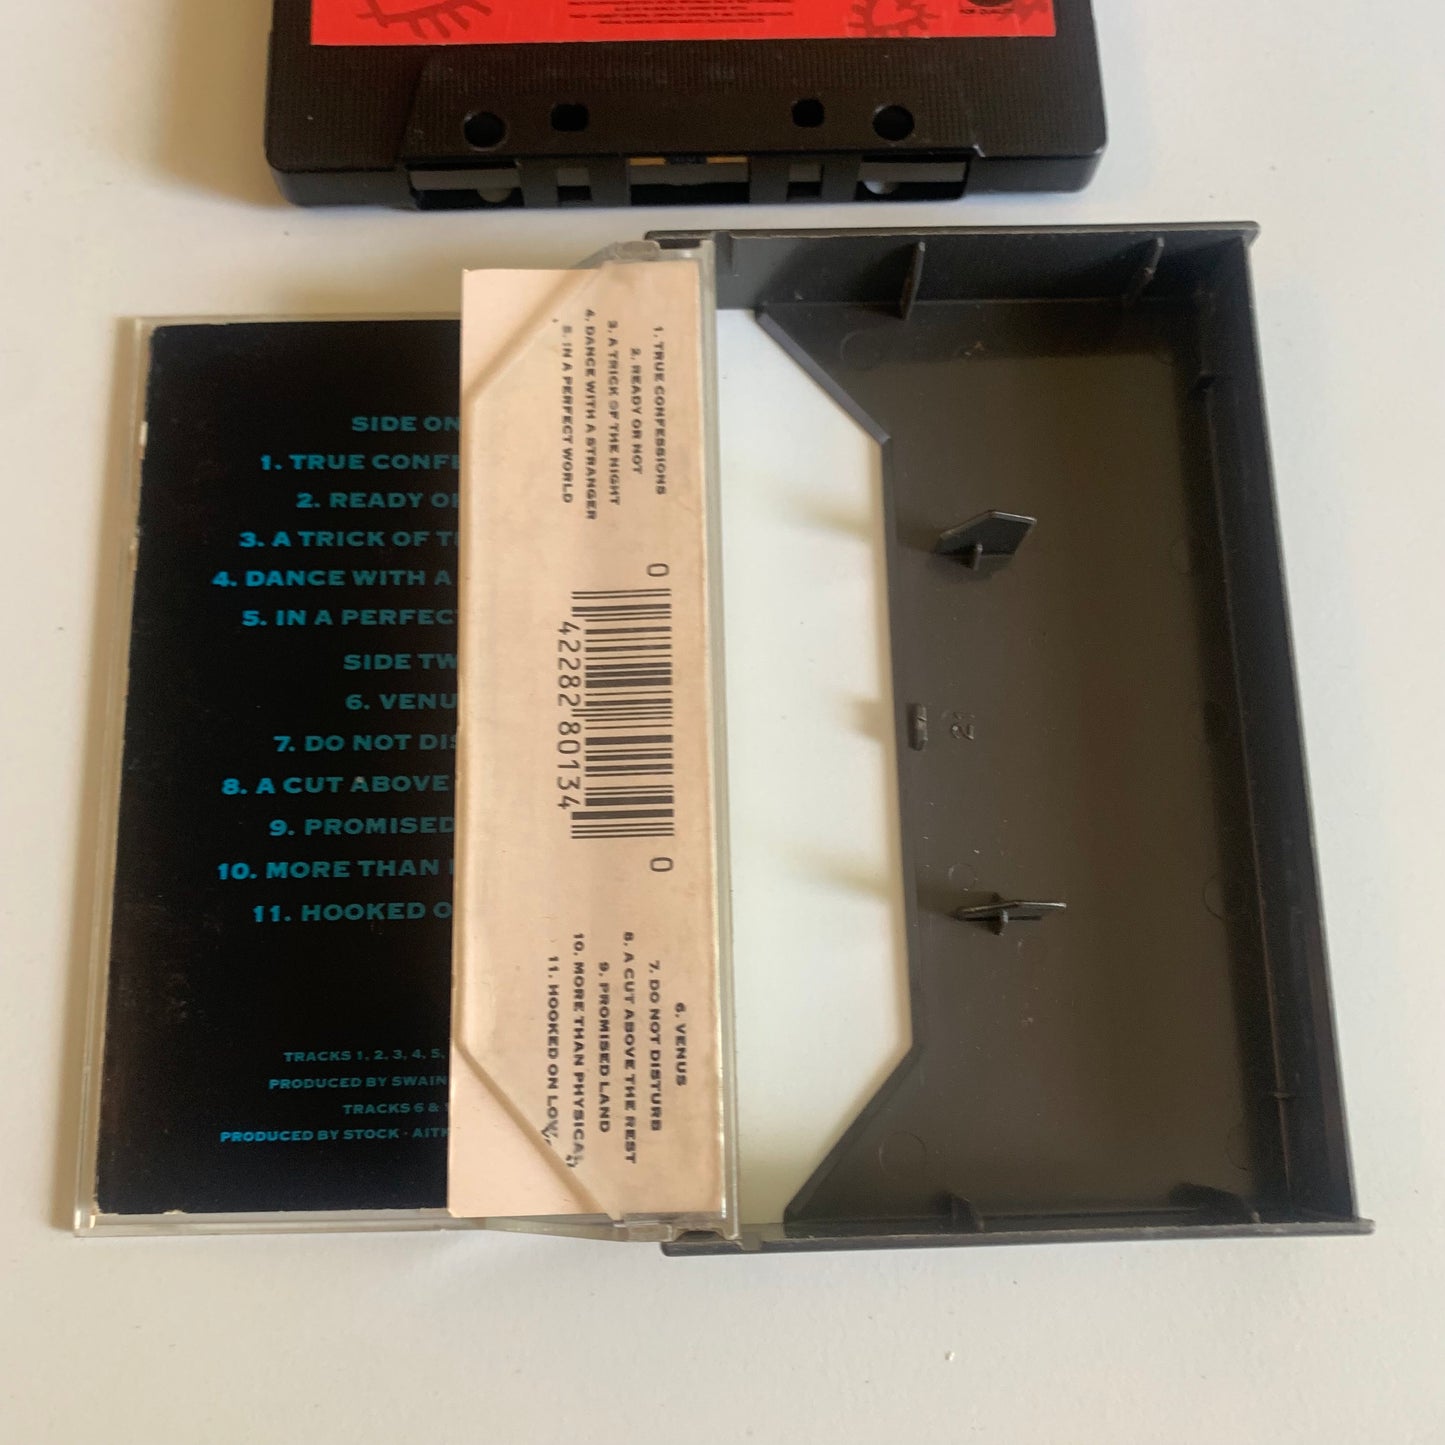 SIDE ON
1. TRUE CONFE
2. READY O
3. A TRICK OF T
4. DANCE WITH A
5. IN A PERFEC
SIDE TW
6. VENU
7. DO NOT DIS
8. A CUT ABOVE
9. PROMISED
10. MORE THAN
11. HOOKED O
TRACKS 1, 2, 3, 4, 5,
PRODUCED BY SWAIN
TRACKS 6 &
PRODUCED BY STOCK · AITK
1. TRUE CONFESSIONS
2. READY OR NOT
3. A TRICK OF THE NIGHT
4. DANCE WITH A STRANGER
5. IN A PERFECT WORLD
0 42282 80134 0
6. VENUS
7. DO NOT DISTURB
8. A CUT ABOVE THE REST
9. PROMISED LAND
10. MORE THAN PHYSICAL
11. HOOKED ON LOVE
21